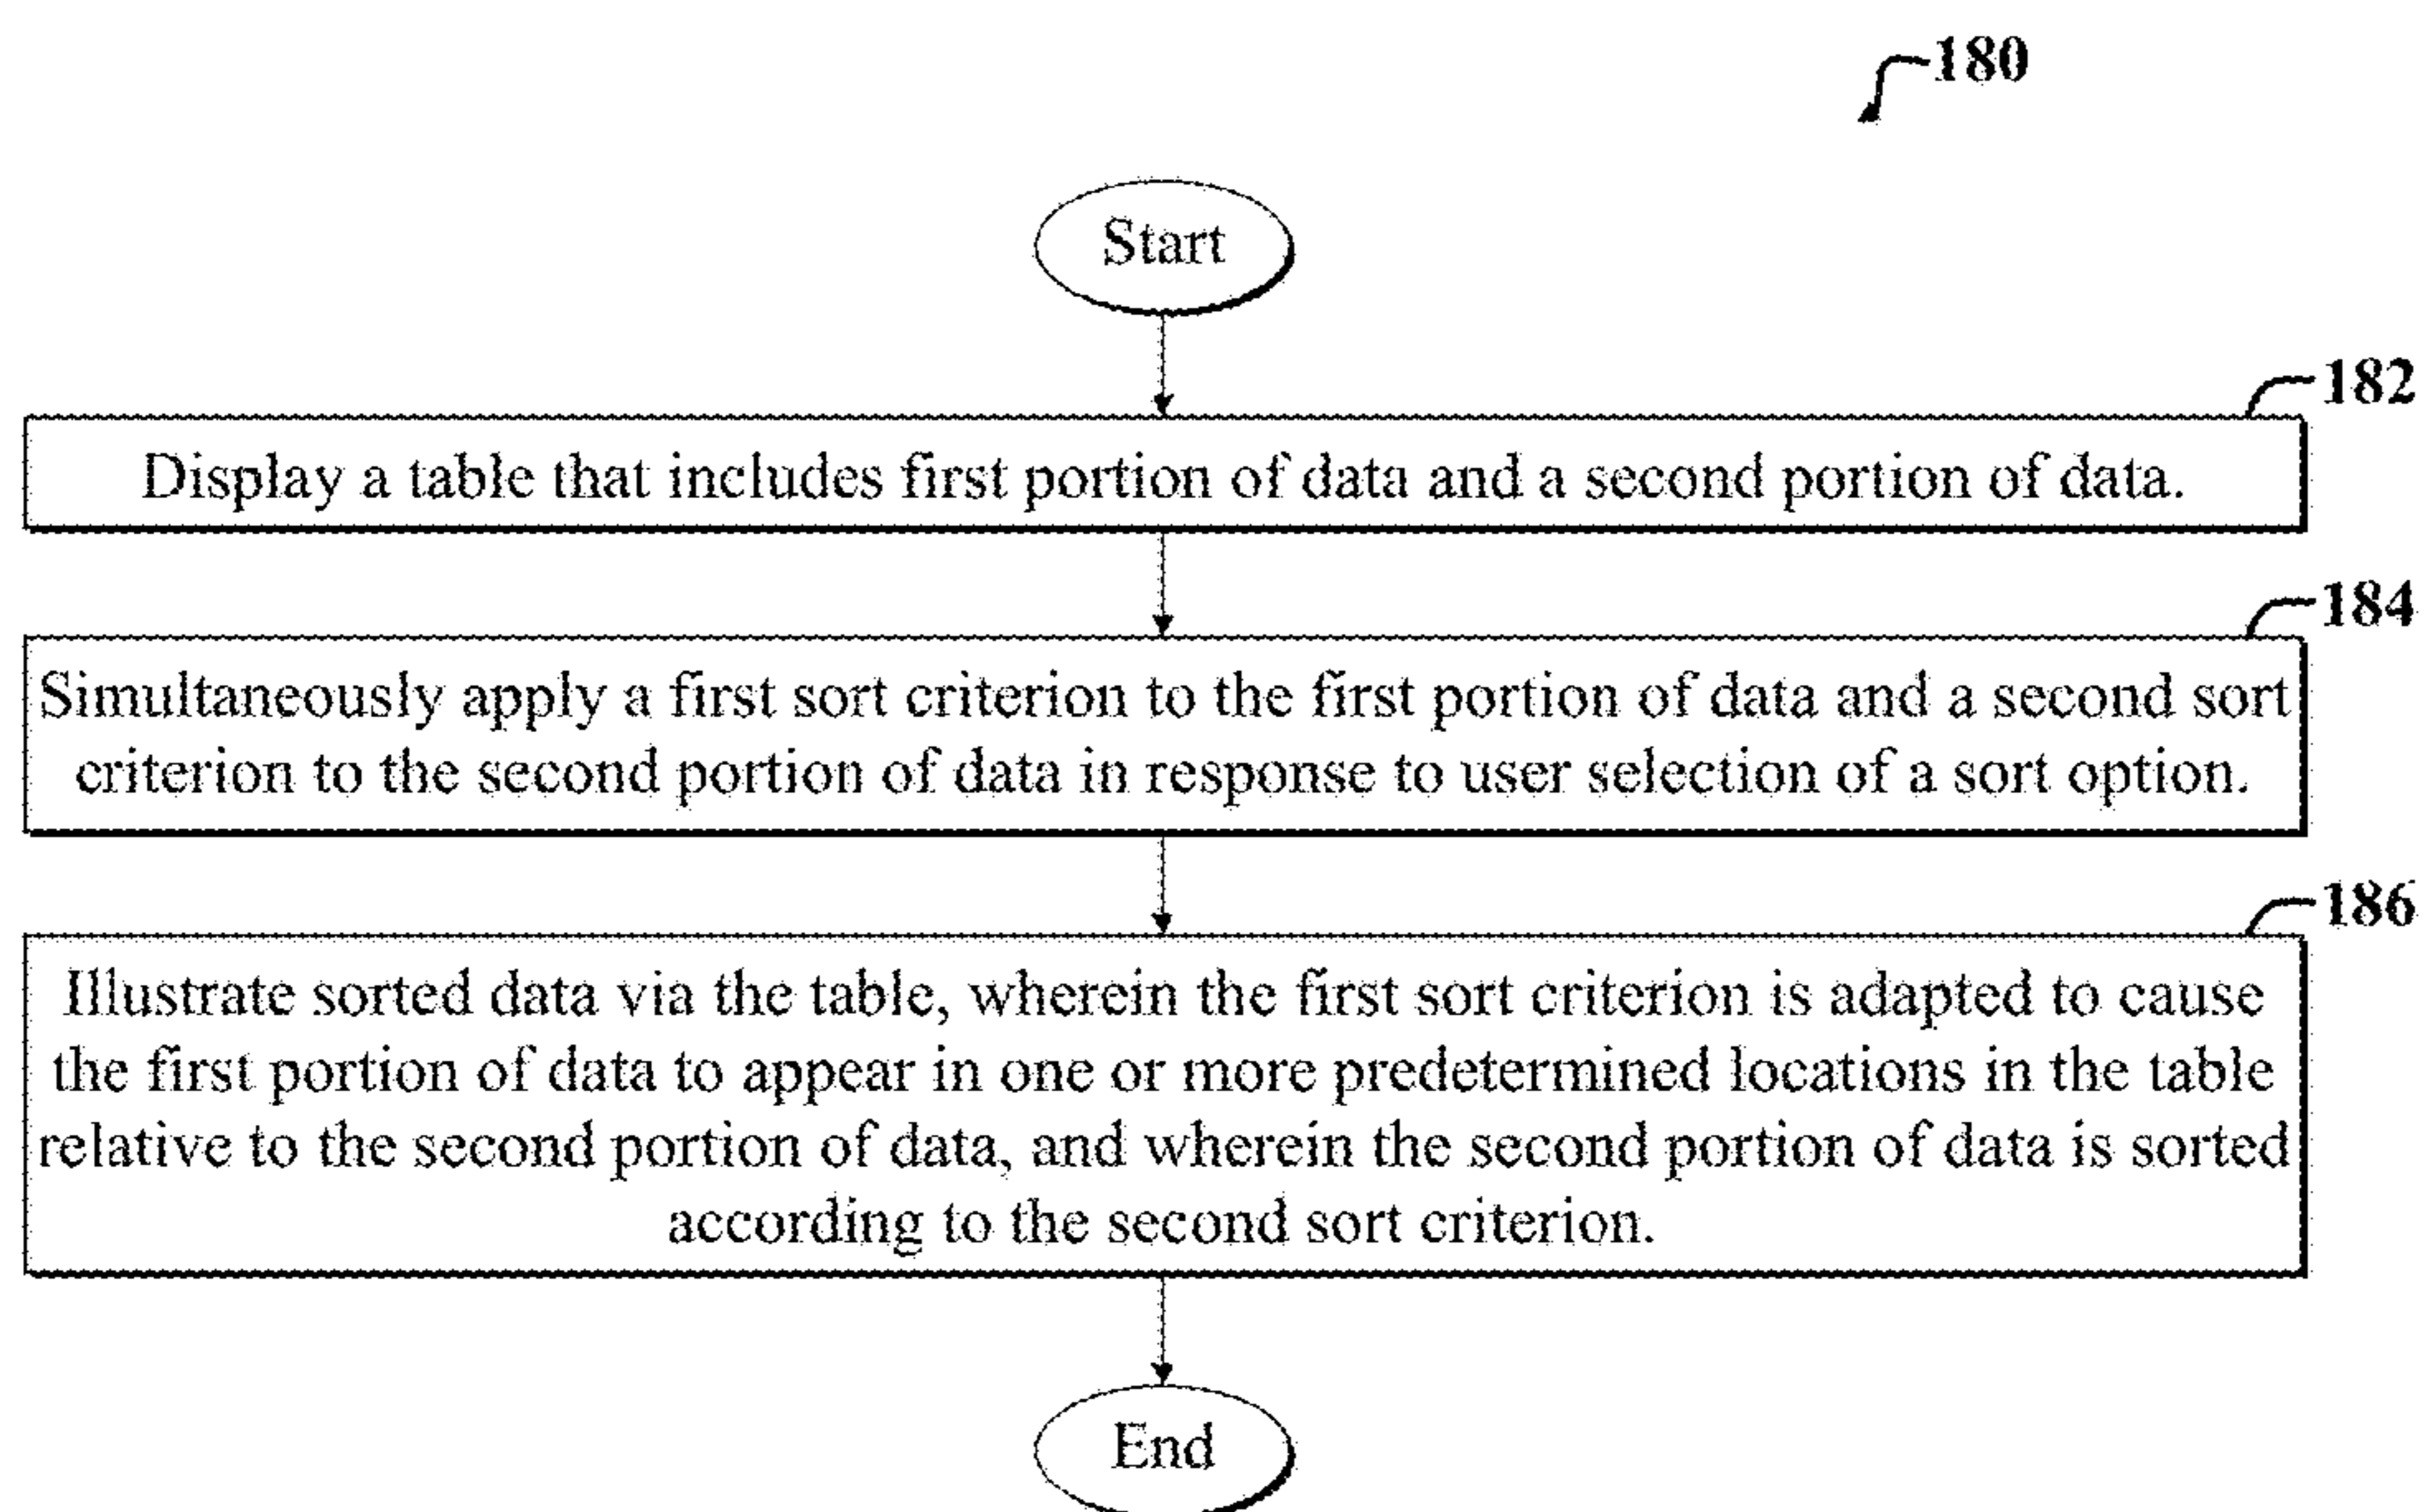 180
Start
182
Display a table that includes first portion of data and a second portion of data.
184
Simultaneously apply a first sort criterion to the first portion of data and a second sort
criterion to the second portion of data in response to user selection of a sort option.
186
Illustrate sorted data via the table, wherein the first sort criterion is adapted to cause
the first portion of data to appear in one or more predetermined locations in the table
relative to the second portion of data, and wherein the second portion of data is sorted
according to the second sort criterion.
End